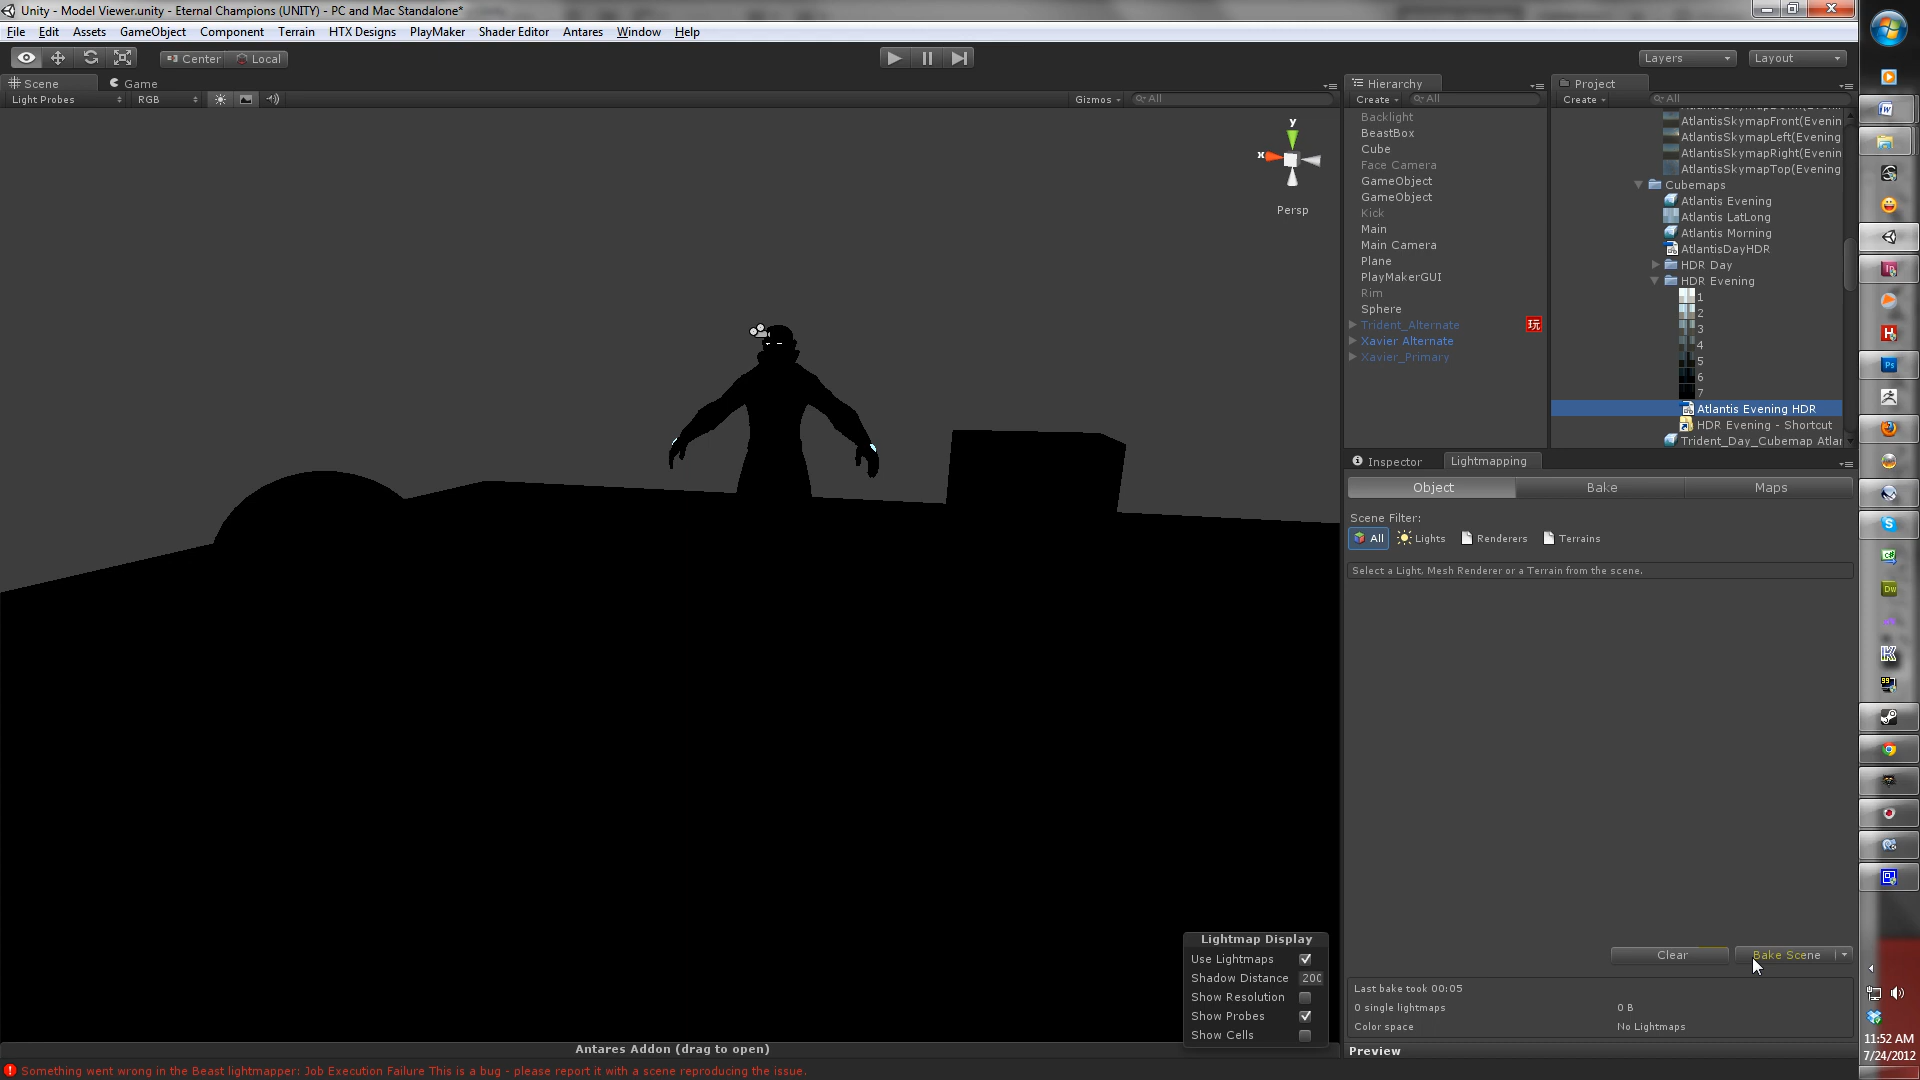 Unity - Model Viewer.unity - Eternal Champions (UNITY) - PC and Mac Standalone*
File Edit Assets GameObject Component Terrain HTX Designs PlayMaker Shader Editor Antares Window Help
Center Local
Layers Layout
Scene Game
Light Probes RGB
Gizmos All
y
x
Persp
Hierarchy
Create All
Backlight
BeastBox
Cube
Face Camera
GameObject
GameObject
Kick
Main
Main Camera
Plane
PlayMakerGUI
Rim
Sphere
Trident_Alternate 玩
Xavier Alternate
Xavier_Primary
Project
Create All
AtlantisSkymapFront(Evenin
AtlantisSkymapLeft(Evening
AtlantisSkymapRight(Evenin
AtlantisSkymapTop(Evening
Cubemaps
Atlantis Evening
Atlantis LatLong
Atlantis Morning
AtlantisDayHDR
HDR Day
HDR Evening
1
2
3
4
5
6
7
Atlantis Evening HDR
HDR Evening - Shortcut
Trident_Day_Cubemap Atlar
Inspector Lightmapping
Object Bake Maps
Scene Filter:
All Lights Renderers Terrains
Select a Light, Mesh Renderer or a Terrain from the scene.
Clear Bake Scene
Last bake took 00:05
0 single lightmaps 0 B
Color space No Lightmaps
Preview
Lightmap Display
Use Lightmaps
Shadow Distance 200
Show Resolution
Show Probes
Show Cells
Antares Addon (drag to open)
Something went wrong in the Beast lightmapper: Job Execution Failure This is a bug - please report it with a scene reproducing the issue.
Ps
Dw
11:52 AM
7/24/2012